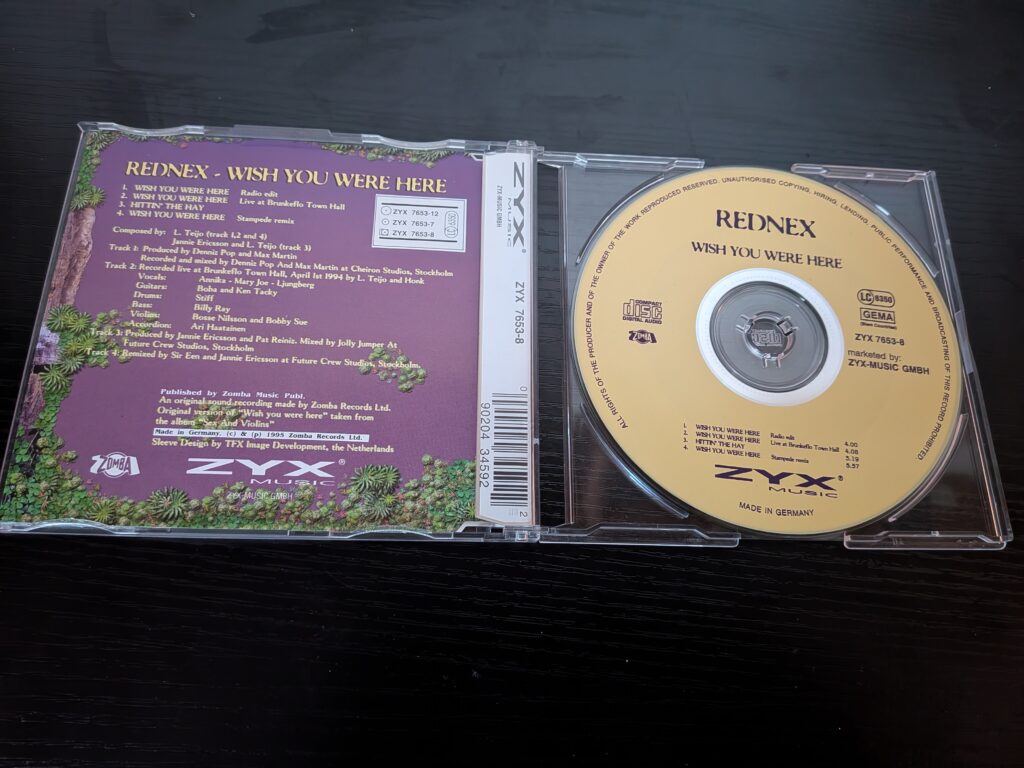 REDNEX - WISH YOU WERE HERE
1. WISH YOU WERE HERE Radio edit
2. WISH YOU WERE HERE Live at Brunkeflo Town Hall
3. HITTIN' THE HAY
4. WISH YOU WERE HERE Stampede remix
ZYX 7653-12
ZYX 7653-7
ZYX 7653-8
Composed by: L. Teijo (track 1,2 and 4)
Jannie Ericsson and L. Teijo (track 3)
Track 1: Produced by Denniz Pop and Max Martin
Recorded and mixed by Denniz Pop And Max Martin at Cheiron Studios, Stockholm
Track 2: Recorded live at Brunkeflo Town Hall, April 1st 1994 by L. Teijo and Honk
Vocals: Annika - Mary Joe - Ljungberg
Guitars: Boba and Ken Tacky
Drums: Stiff
Bass: Billy Ray
Violins: Bosse Nilsson and Bobby Sue
Accordion: Ari Haatainen
Track 3: Produced by Jannie Ericsson and Pat Reiniz. Mixed by Jolly Jumper At
Future Crew Studios, Stockholm
Track 4: Remixed by Sir Een and Jannie Ericsson at Future Crew Studios, Stockholm,
Published by Zomba Music Publ.
An original sound recording made by Zomba Records Ltd.
Original version of "Wish you were here" taken from
the album "Sex And Violins"
Made in Germany. (c) & (p) 1995 Zomba Records Ltd.
Sleeve Design by TFX Image Development, the Netherlands
ZOMBA
ZYX®
MUSIC
ZYX-MUSIC GMBH
ZYX®
MUSIC
ZYX-MUSIC GMBH
ZYX 7653-8
0 90204 34592 2
ALL RIGHTS OF THE PRODUCER AND OF THE OWNER OF THE WORK REPRODUCED RESERVED. UNAUTHORISED COPYING, HIRING, LENDING, PUBLIC PERFORMANCE AND BROADCASTING OF THIS RECORD PROHIBITED.
REDNEX
WISH YOU WERE HERE
COMPACT
disc
DIGITAL AUDIO
ZOMBA
LC 6350
GEMA
ZYX 7653-8
marketed by:
ZYX-MUSIC GMBH
1. WISH YOU WERE HERE Radio edit 4.00
2. WISH YOU WERE HERE Live at Brunkeflo Town Hall 4.08
3. HITTIN' THE HAY 5.19
4. WISH YOU WERE HERE Stampede remix 5.57
ZYX®
MUSIC
MADE IN GERMANY